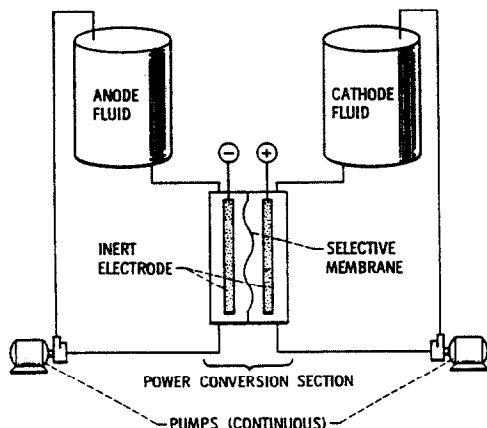 ANODE
FLUID
CATHODE
FLUID
−
+
INERT
ELECTRODE
SELECTIVE
MEMBRANE
POWER CONVERSION SECTION
PUMPS (CONTINUOUS)